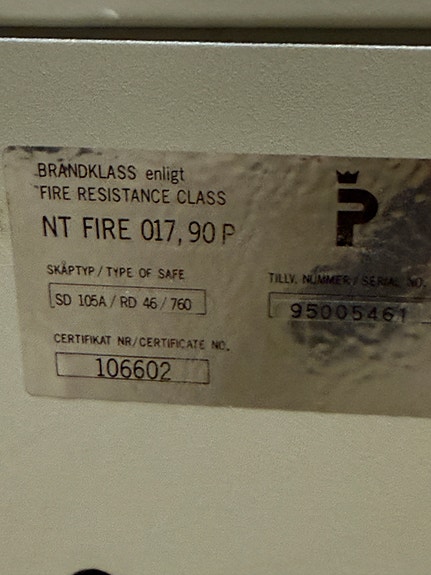 BRANDKLASS enligt
FIRE RESISTANCE CLASS
NT FIRE 017, 90 P
P
SKÅPTYP / TYPE OF SAFE
SD 105A / RD 46 / 760
TILLV. NUMMER / SERIAL NO.
95005461
CERTIFIKAT NR/CERTIFICATE NO.
106602